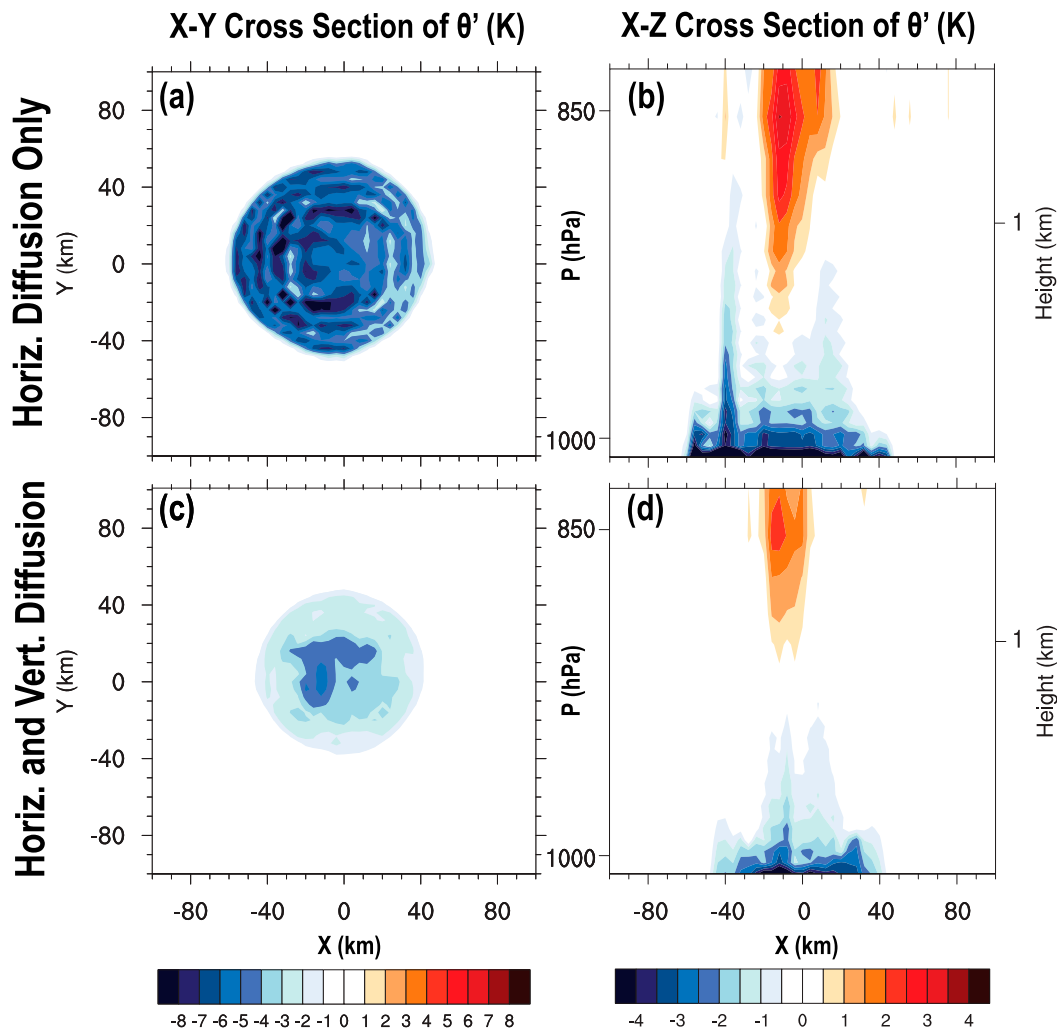 X-Y Cross Section of θ' (K)
X-Z Cross Section of θ' (K)
Horiz. Diffusion Only
Y (km)
(a)
80
40
0
-40
-80
(b)
850
1000
P (hPa)
1
Height (km)
Horiz. and Vert. Diffusion
Y (km)
(c)
80
40
0
-40
-80
-80 -40 0 40 80
X (km)
(d)
850
1000
P (hPa)
1
Height (km)
-80 -40 0 40 80
X (km)
-8 -7 -6 -5 -4 -3 -2 -1 0 1 2 3 4 5 6 7 8
-4 -3 -2 -1 0 1 2 3 4